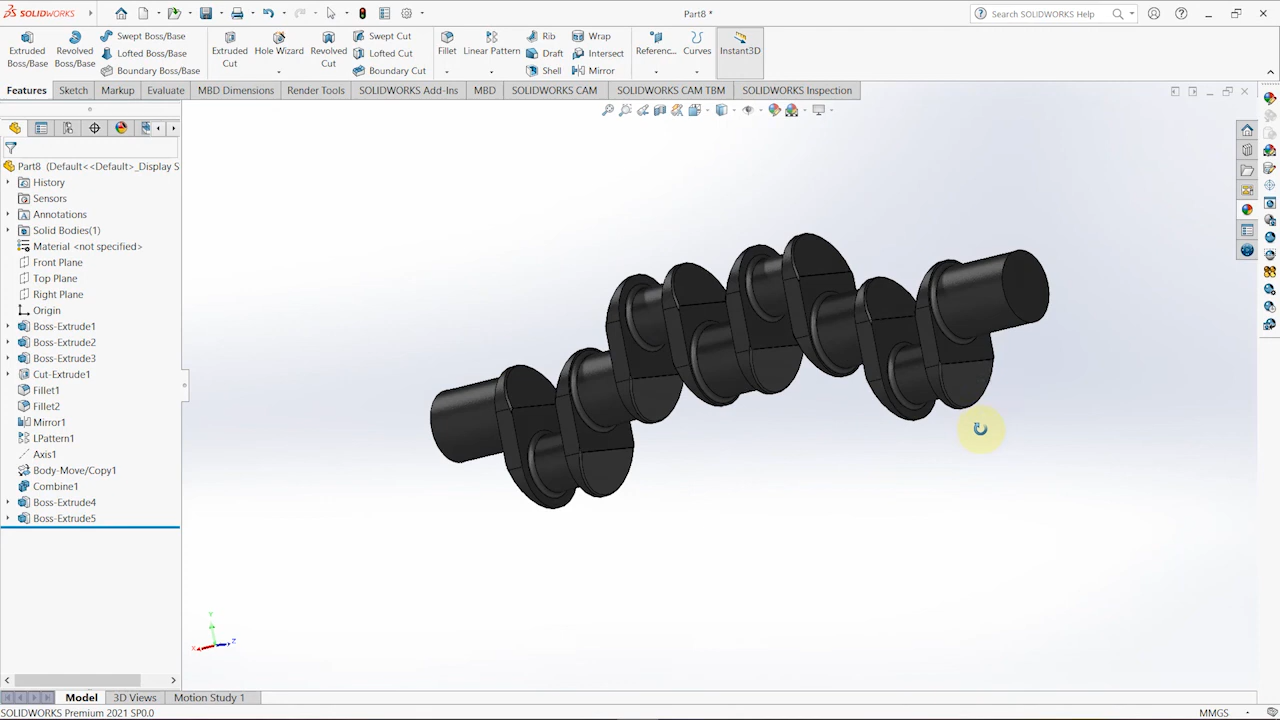 SOLIDWORKS
Part8 *
Search SOLIDWORKS Help
Extruded Boss/Base
Revolved Boss/Base
Swept Boss/Base
Lofted Boss/Base
Boundary Boss/Base
Extruded Cut
Hole Wizard
Revolved Cut
Swept Cut
Lofted Cut
Boundary Cut
Fillet
Linear Pattern
Rib
Draft
Shell
Wrap
Intersect
Mirror
Referenc...
Curves
Instant3D
Features Sketch Markup Evaluate MBD Dimensions Render Tools SOLIDWORKS Add-Ins MBD SOLIDWORKS CAM SOLIDWORKS CAM TBM SOLIDWORKS Inspection
Part8 (Default<<Default>_Display S
History
Sensors
Annotations
Solid Bodies(1)
Material <not specified>
Front Plane
Top Plane
Right Plane
Origin
Boss-Extrude1
Boss-Extrude2
Boss-Extrude3
Cut-Extrude1
Fillet1
Fillet2
Mirror1
LPattern1
Axis1
Body-Move/Copy1
Combine1
Boss-Extrude4
Boss-Extrude5
Y
X
Z
Model 3D Views Motion Study 1
SOLIDWORKS Premium 2021 SP0.0
MMGS